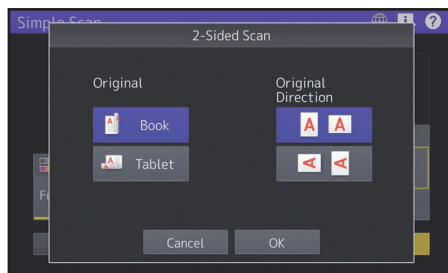 Simple Scan
2-Sided Scan
Original
Original
Direction
Book
A A
Tablet
A A
Cancel
OK